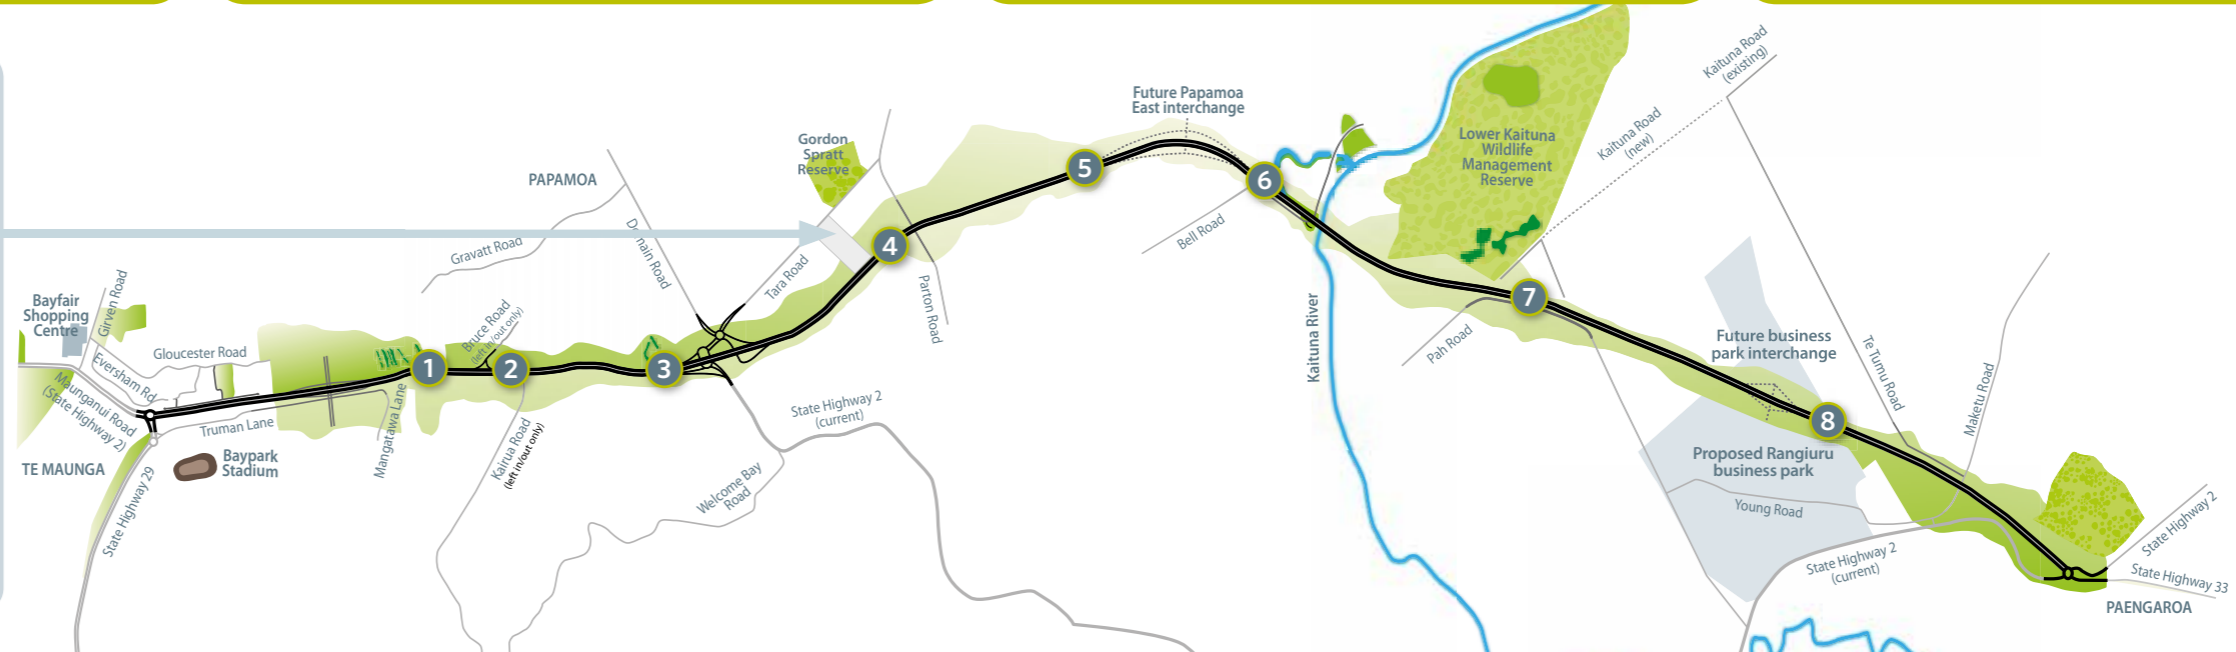 Bayfair
Shopping
Centre
Girven Road
Gloucester Road
Eversham Rd
Maunganui Road
(State Highway 2)
TE MAUNGA
State Highway 29
Truman Lane
Baypark
Stadium
Mangatawa Lane
1
Bruce Road
(left in/out only)
2
Kairua Road
(left in/out only)
Gravatt Road
PAPAMOA
Domain Road
3
Tara Road
Gordon
Spratt
Reserve
4
Parton Road
State Highway 2
(current)
Welcome Bay
Road
5
Future Papamoa
East interchange
6
Bell Road
Kaituna River
Lower Kaituna
Wildlife
Management
Reserve
Kaituna Road
(new)
Kaituna Road
(existing)
7
Pah Road
Future business
park interchange
8
Te Tumu Road
Maketu Road
Proposed Rangiuru
business park
Young Road
State Highway 2
(current)
State Highway 2
State Highway 33
PAENGAROA